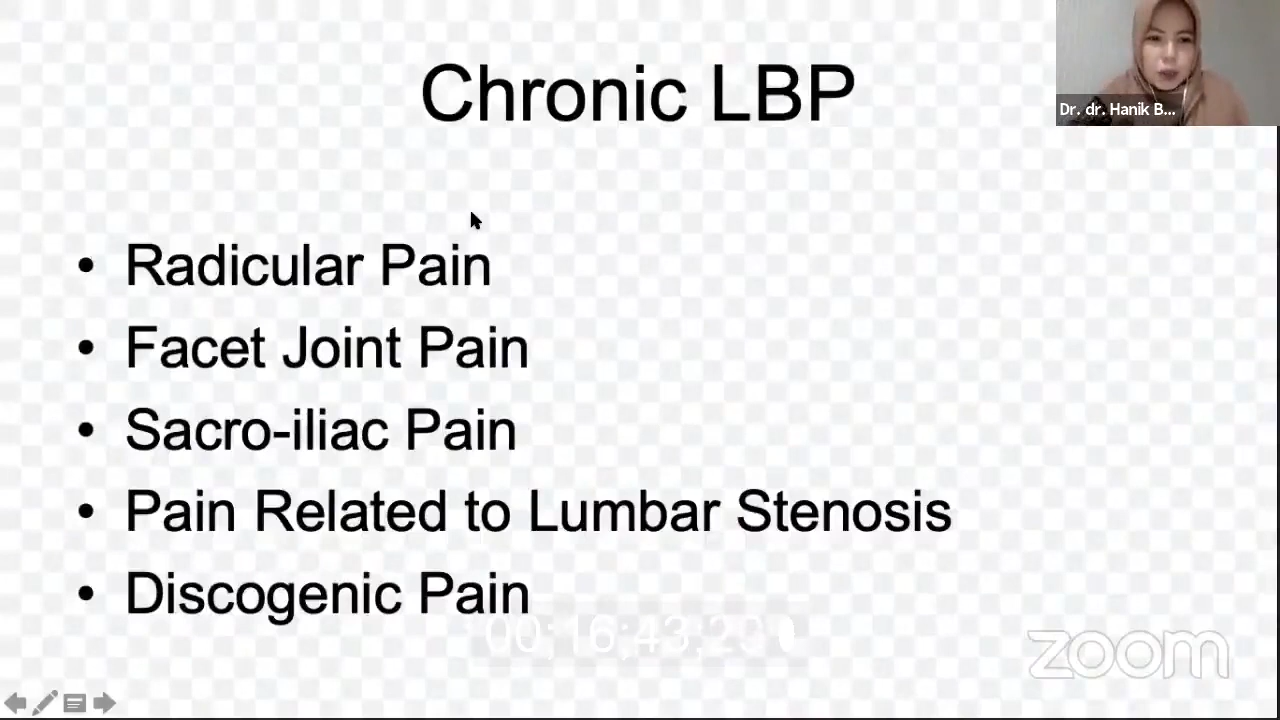 Chronic LBP
Dr. dr. Hanik B...
• Radicular Pain
• Facet Joint Pain
• Sacro-iliac Pain
• Pain Related to Lumbar Stenosis
• Discogenic Pain
zoom